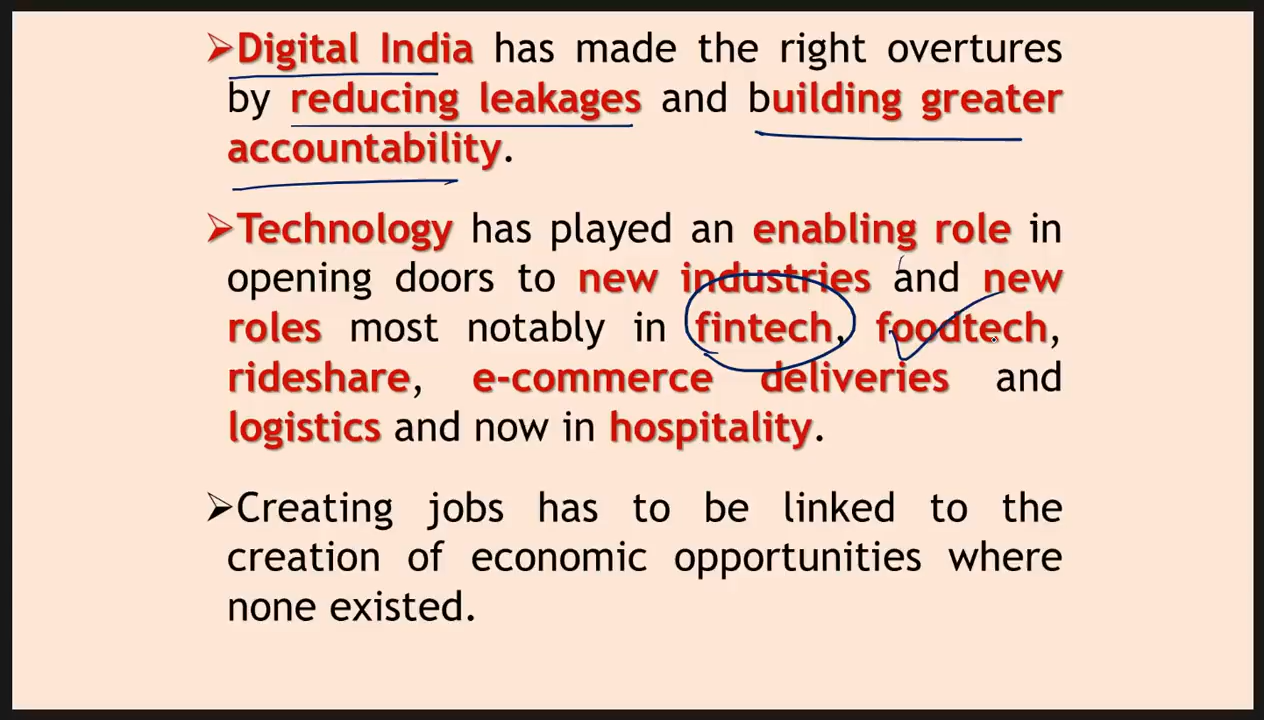 ➢Digital India has made the right overtures
by reducing leakages and building greater
accountability.
➢Technology has played an enabling role in
opening doors to new industries and new
roles most notably in fintech, foodtech,
rideshare, e-commerce deliveries and
logistics and now in hospitality.
➢Creating jobs has to be linked to the
creation of economic opportunities where
none existed.